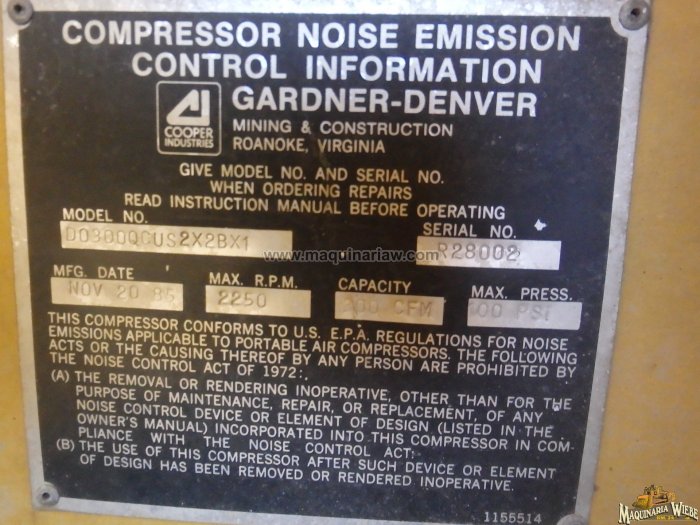 COMPRESSOR NOISE EMISSION
CONTROL INFORMATION
COOPER
INDUSTRIES
GARDNER-DENVER
MINING & CONSTRUCTION
ROANOKE, VIRGINIA
GIVE MODEL NO. AND SERIAL NO.
WHEN ORDERING REPAIRS
READ INSTRUCTION MANUAL BEFORE OPERATING
MODEL NO. SERIAL NO.
2X2BX1 R28002
www.maquinarlaw.com
MFG. DATE MAX. R.P.M. CAPACITY MAX. PRESS.
NOV 20 85 2250 CFM 00 PSI
THIS COMPRESSOR CONFORMS TO U.S. E.P.A. REGULATIONS FOR NOISE
EMISSIONS APPLICABLE TO PORTABLE AIR COMPRESSORS. THE FOLLOWING
ACTS OR THE CAUSING THEREOF BY ANY PERSON ARE PROHIBITED BY
THE NOISE CONTROL ACT OF 1972:
(A) THE REMOVAL OR RENDERING INOPERATIVE, OTHER THAN FOR THE
PURPOSE OF MAINTENANCE, REPAIR, OR REPLACEMENT, OF ANY
NOISE CONTROL DEVICE OR ELEMENT OF DESIGN (LISTED IN THE
OWNER'S MANUAL) INCORPORATED INTO THIS COMPRESSOR IN COM-
PLIANCE WITH THE NOISE CONTROL ACT:
(B) THE USE OF THIS COMPRESSOR AFTER SUCH DEVICE OR ELEMENT
OF DESIGN HAS BEEN REMOVED OR RENDERED INOPERATIVE.
1155514
MAQUINARIA WIEBE